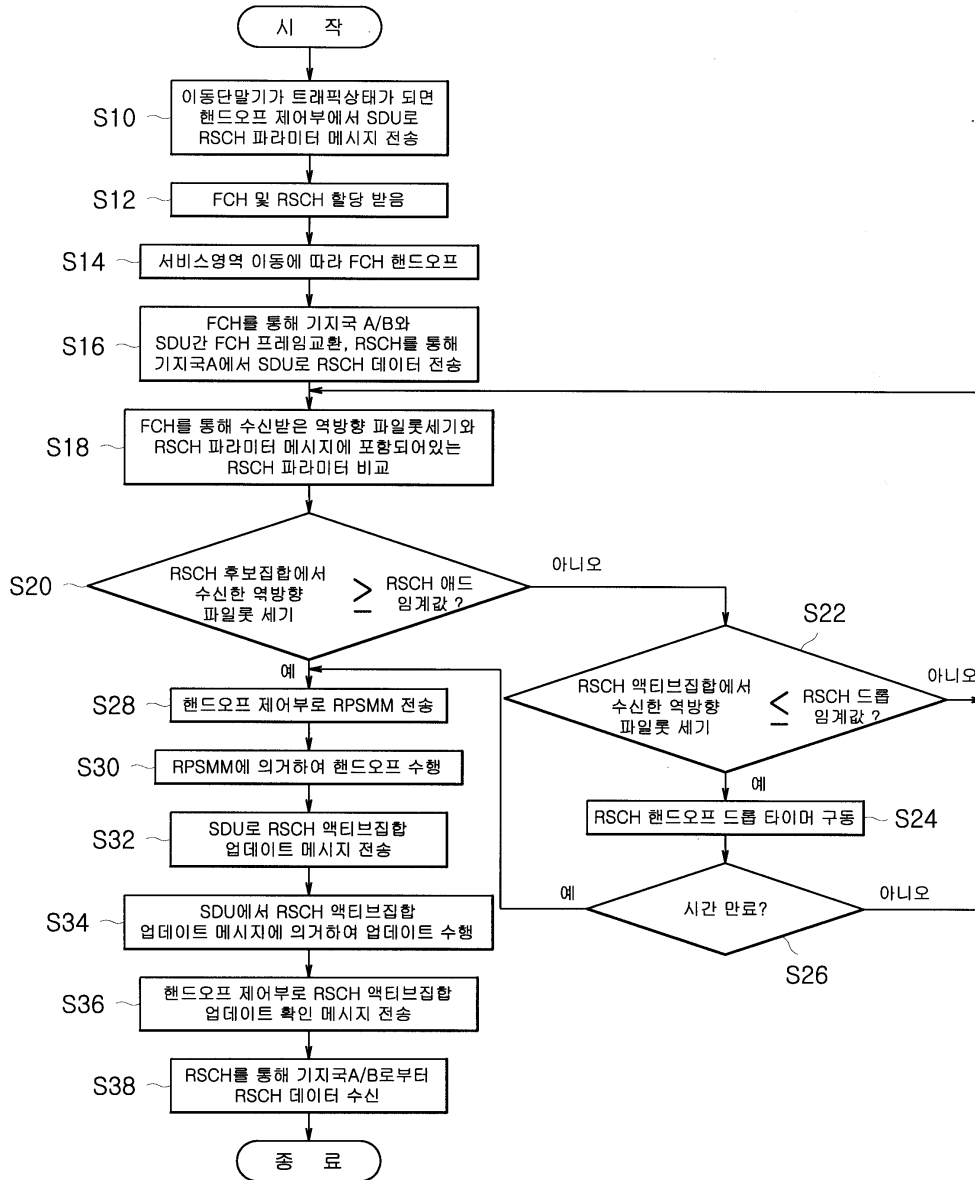 시 작
S10
이동단말기가 트래픽상태가 되면
핸드오프 제어부에서 SDU로
RSCH 파라미터 메시지 전송
S12
FCH 및 RSCH 할당 받음
S14
서비스영역 이동에 따라 FCH 핸드오프
S16
FCH를 통해 기지국 A/B와
SDU간 FCH 프레임교환, RSCH를 통해
기지국A에서 SDU로 RSCH 데이터 전송
S18
FCH를 통해 수신받은 역방향 파일롯세기와
RSCH 파라미터 메시지에 포함되어있는
RSCH 파라미터 비교
S20
RSCH 후보집합에서
수신한 역방향
파일롯 세기
≥
RSCH 애드
임계값 ?
아니오
예
S22
RSCH 액티브집합에서
수신한 역방향
파일롯 세기
≤
RSCH 드롭
임계값 ?
아니오
예
RSCH 핸드오프 드롭 타이머 구동
S24
시간 만료?
예
아니오
S26
S28
핸드오프 제어부로 RPSMM 전송
S30
RPSMM에 의거하여 핸드오프 수행
S32
SDU로 RSCH 액티브집합
업데이트 메시지 전송
S34
SDU에서 RSCH 액티브집합
업데이트 메시지에 의거하여 업데이트 수행
S36
핸드오프 제어부로 RSCH 액티브집합
업데이트 확인 메시지 전송
S38
RSCH를 통해 기지국A/B로부터
RSCH 데이터 수신
종 료